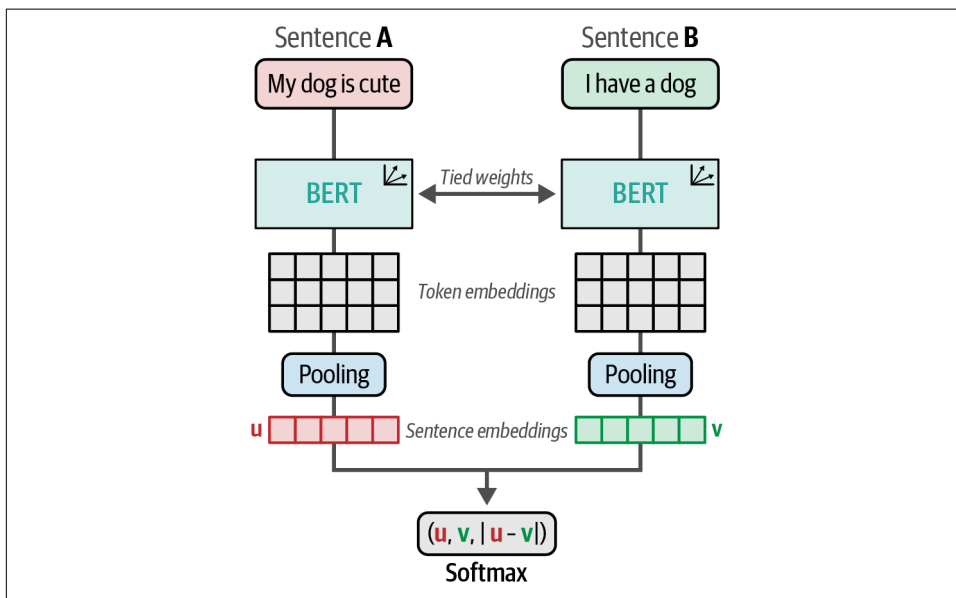 Sentence A
Sentence B
My dog is cute
I have a dog
Tied weights
BERT
BERT
Token embeddings
Pooling
Pooling
u
Sentence embeddings
v
(u, v, | u - v|)
Softmax